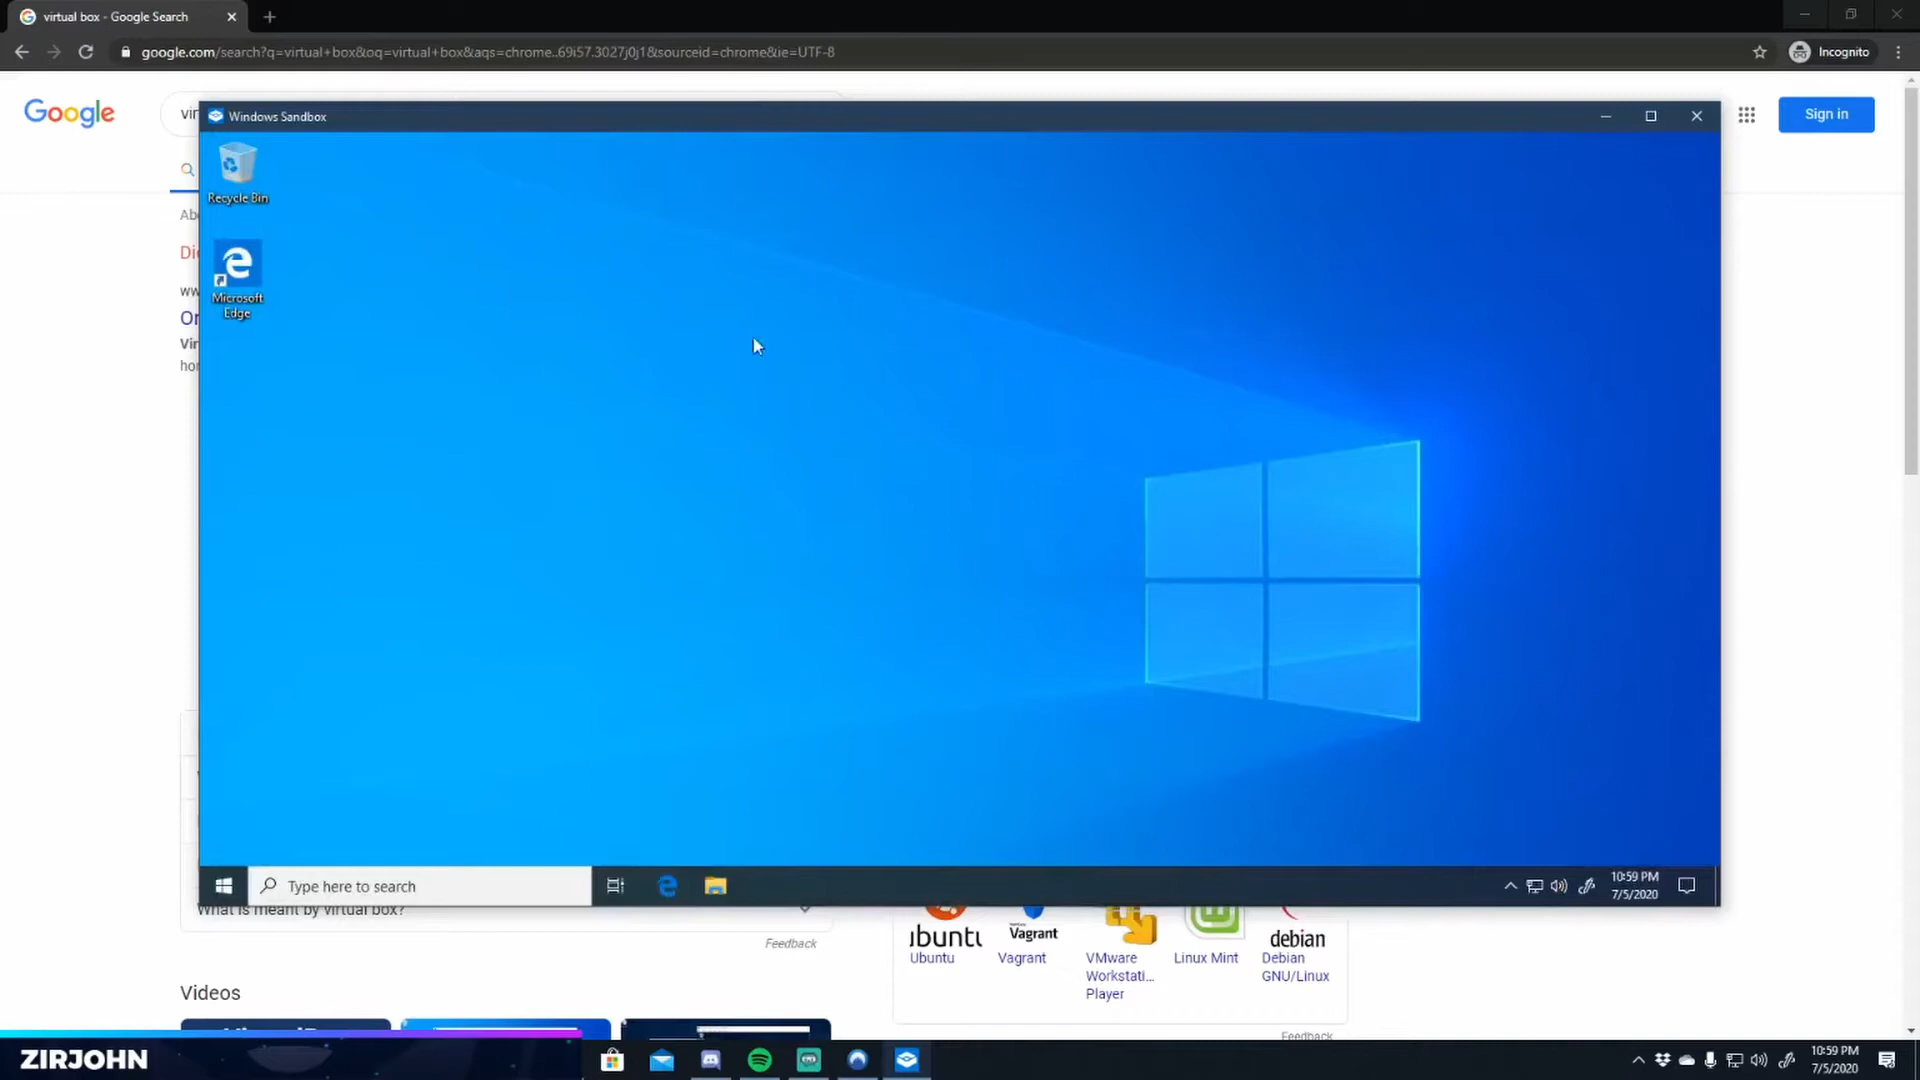 virtual box - Google Search
google.com/search?q=virtual+box&oq=virtual+box&aqs=chrome..69i57.3027j0j1&sourceid=chrome&ie=UTF-8
Incognito
Google
Sign in
Windows Sandbox
Recycle Bin
Microsoft
Edge
Type here to search
10:59 PM
7/5/2020
What is meant by virtual box?
Feedback
Ubuntu
Vagrant
Vagrant
VMware
Workstati...
Player
Linux Mint
debian
Debian
GNU/Linux
Videos
Feedback
ZIRJOHN
10:59 PM
7/5/2020